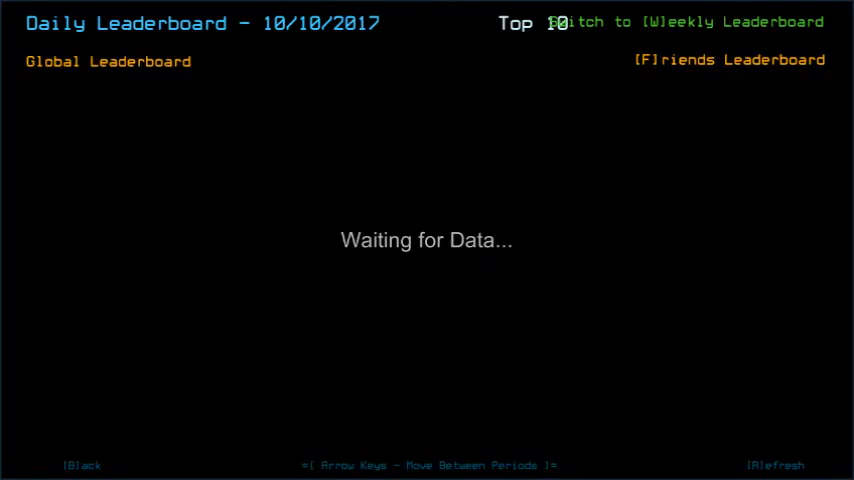 Daily Leaderboard - 10/10/2017
Top 10
Switch to [W]eekly Leaderboard
Global Leaderboard
[F]riends Leaderboard
Waiting for Data...
[B]ack
=[ Arrow Keys - Move Between Periods ]=
[R]efresh